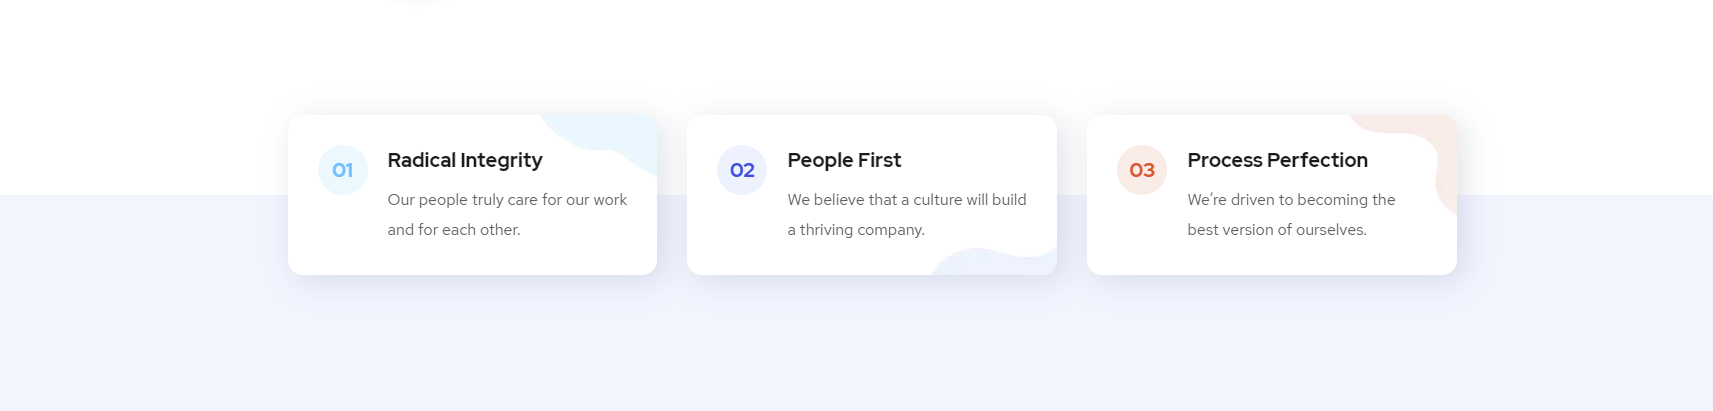 01
Radical Integrity
Our people truly care for our work
and for each other.
02
People First
We believe that a culture will build
a thriving company.
03
Process Perfection
We’re driven to becoming the
best version of ourselves.